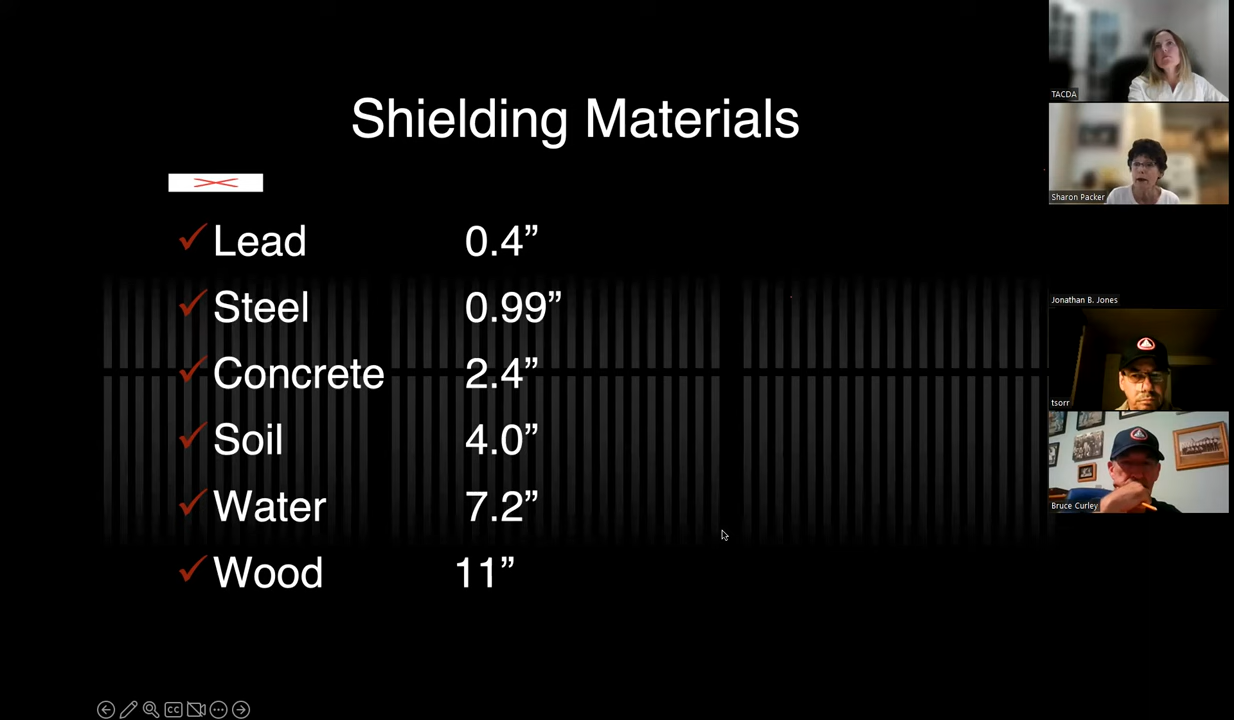 Shielding Materials
Lead 0.4”
Steel 0.99”
Concrete 2.4”
Soil 4.0”
Water 7.2”
Wood 11”
TACDA
Sharon Packer
Jonathan B. Jones
tsorr
Bruce Curley
CC